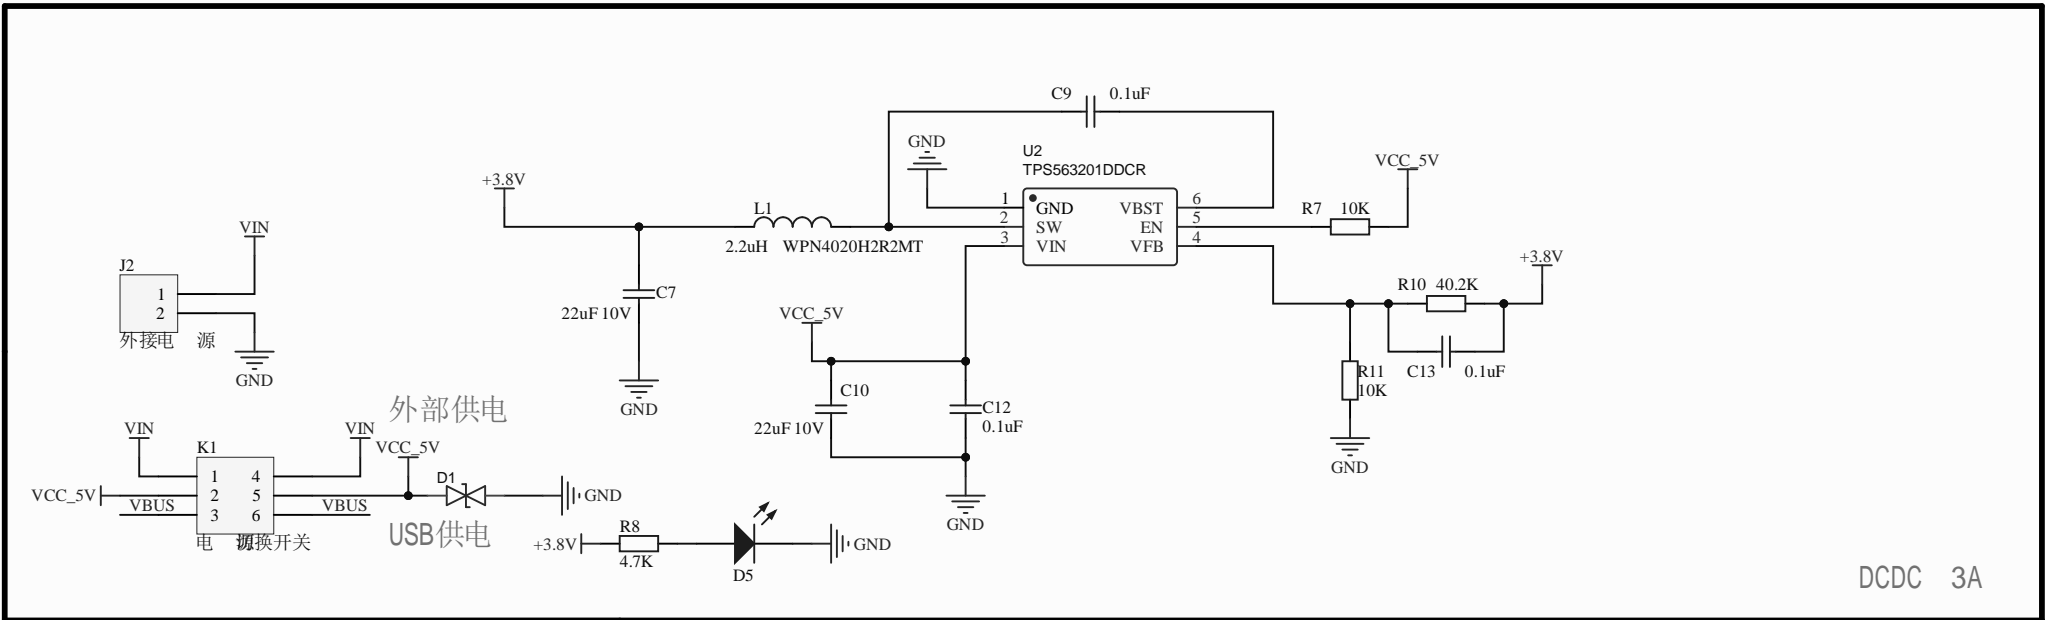 C9 0.1uF
GND
U2
TPS563201DDCR
VCC_5V
+3.8V
1 GND VBST 6
2 SW EN 5
3 VIN VFB 4
R7 10K
L1
2.2uH WPN4020H2R2MT
VIN
J2
1
2
外接电 源
GND
C7
22uF 10V
GND
+3.8V
R10 40.2K
C13 0.1uF
R11
10K
GND
VCC_5V
C10
22uF 10V
C12
0.1uF
GND
外部供电
VIN
VIN
VCC_5V
K1
1 4
2 5
3 6
VCC_5V
VBUS
VBUS
D1
GND
电 切换开关
USB供电
+3.8V
R8
4.7K
D5
GND
DCDC 3A